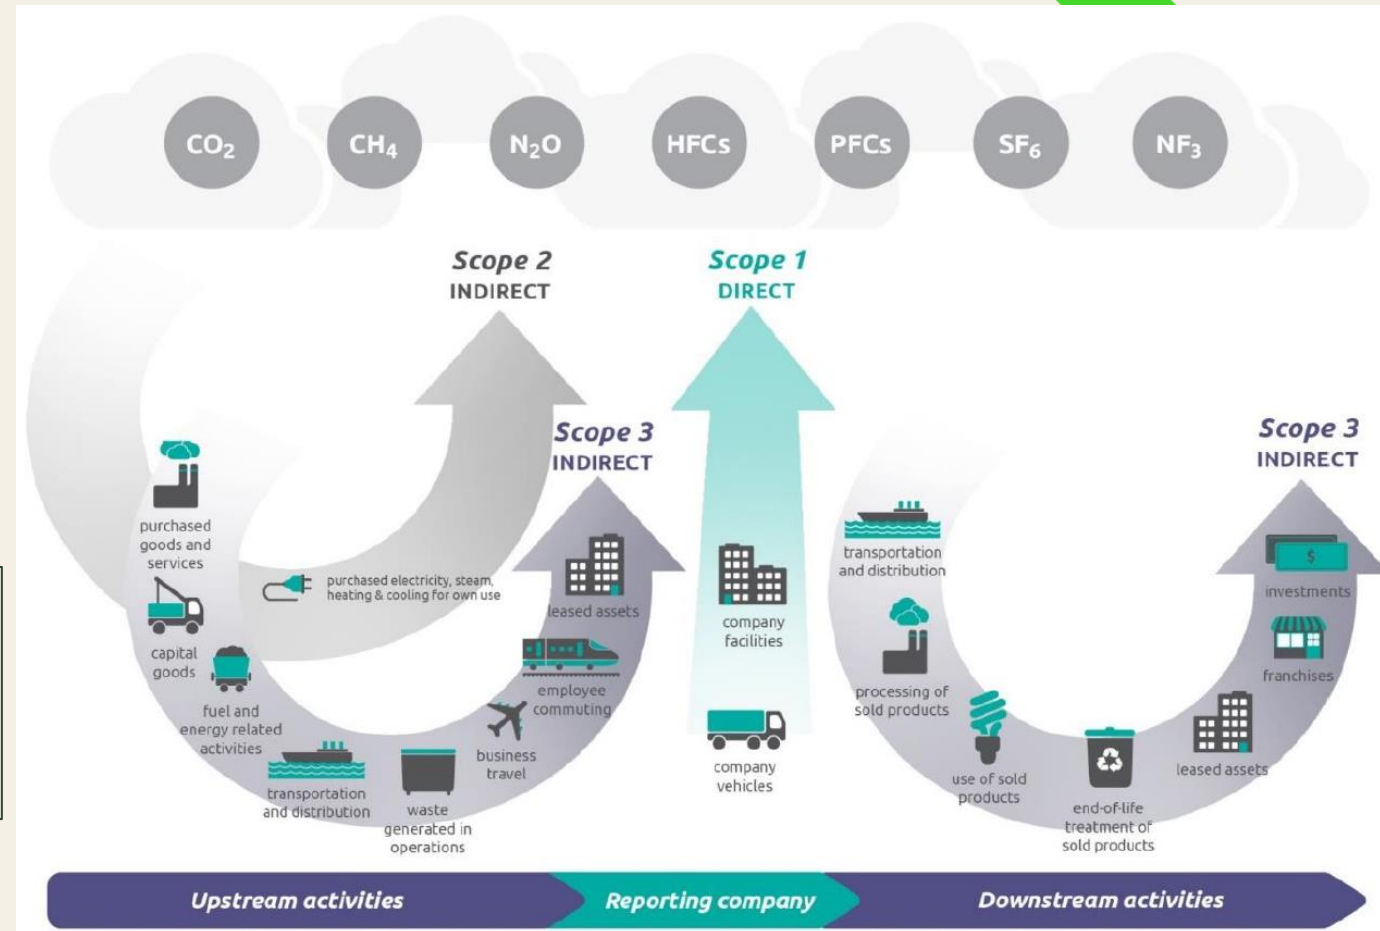 CO₂
CH₄
N₂O
HFCs
PFCs
SF₆
NF₃
Scope 2
INDIRECT
Scope 1
DIRECT
Scope 3
INDIRECT
Scope 3
INDIRECT
purchased
goods and
services
capital
goods
fuel and
energy related
activities
transportation
and distribution
waste
generated in
operations
business
travel
employee
commuting
leased assets
purchased electricity, steam,
heating & cooling for own use
company
facilities
company
vehicles
transportation
and distribution
processing of
sold products
use of sold
products
end-of-life
treatment of
sold products
leased assets
franchises
$
investments
Upstream activities
Reporting company
Downstream activities